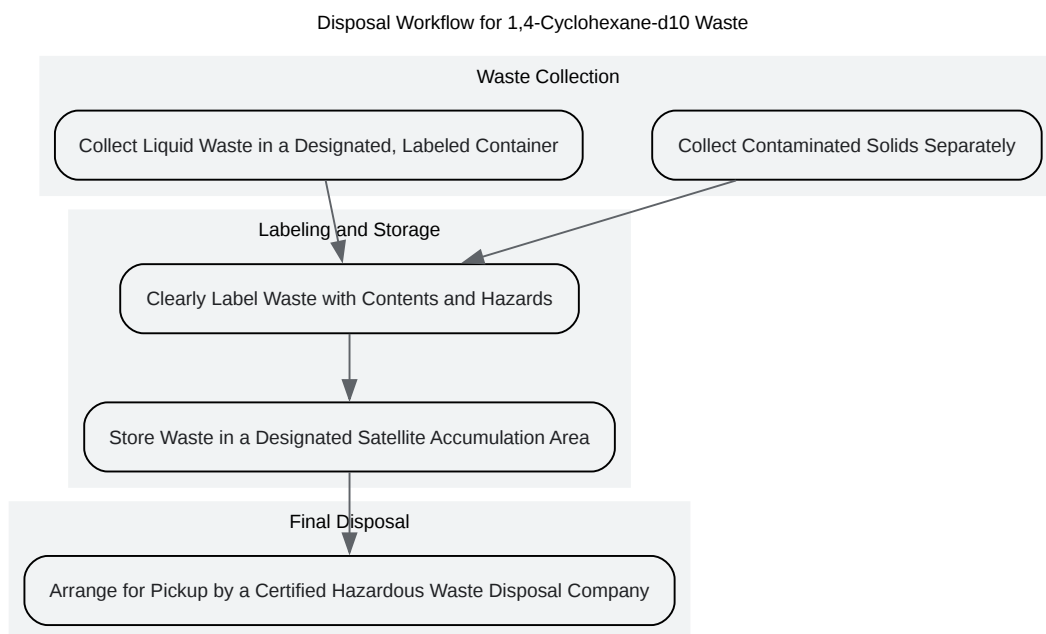 Disposal Workflow for 1,4-Cyclohexane-d10 Waste
Waste Collection
Collect Liquid Waste in a Designated, Labeled Container
Collect Contaminated Solids Separately
Labeling and Storage
Clearly Label Waste with Contents and Hazards
Store Waste in a Designated Satellite Accumulation Area
Final Disposal
Arrange for Pickup by a Certified Hazardous Waste Disposal Company